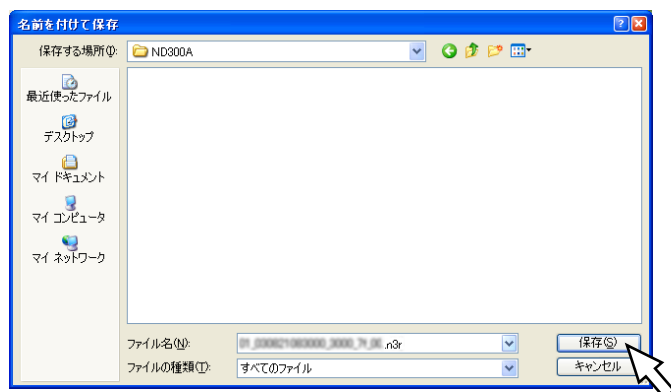 名前を付けて保存
保存する場所(I):
ND300A
最近使ったファイル
デスクトップ
マイ ドキュメント
マイ コンピュータ
マイ ネットワーク
ファイル名(N):
.n3r
保存(S)
ファイルの種類(T):
すべてのファイル
キャンセル